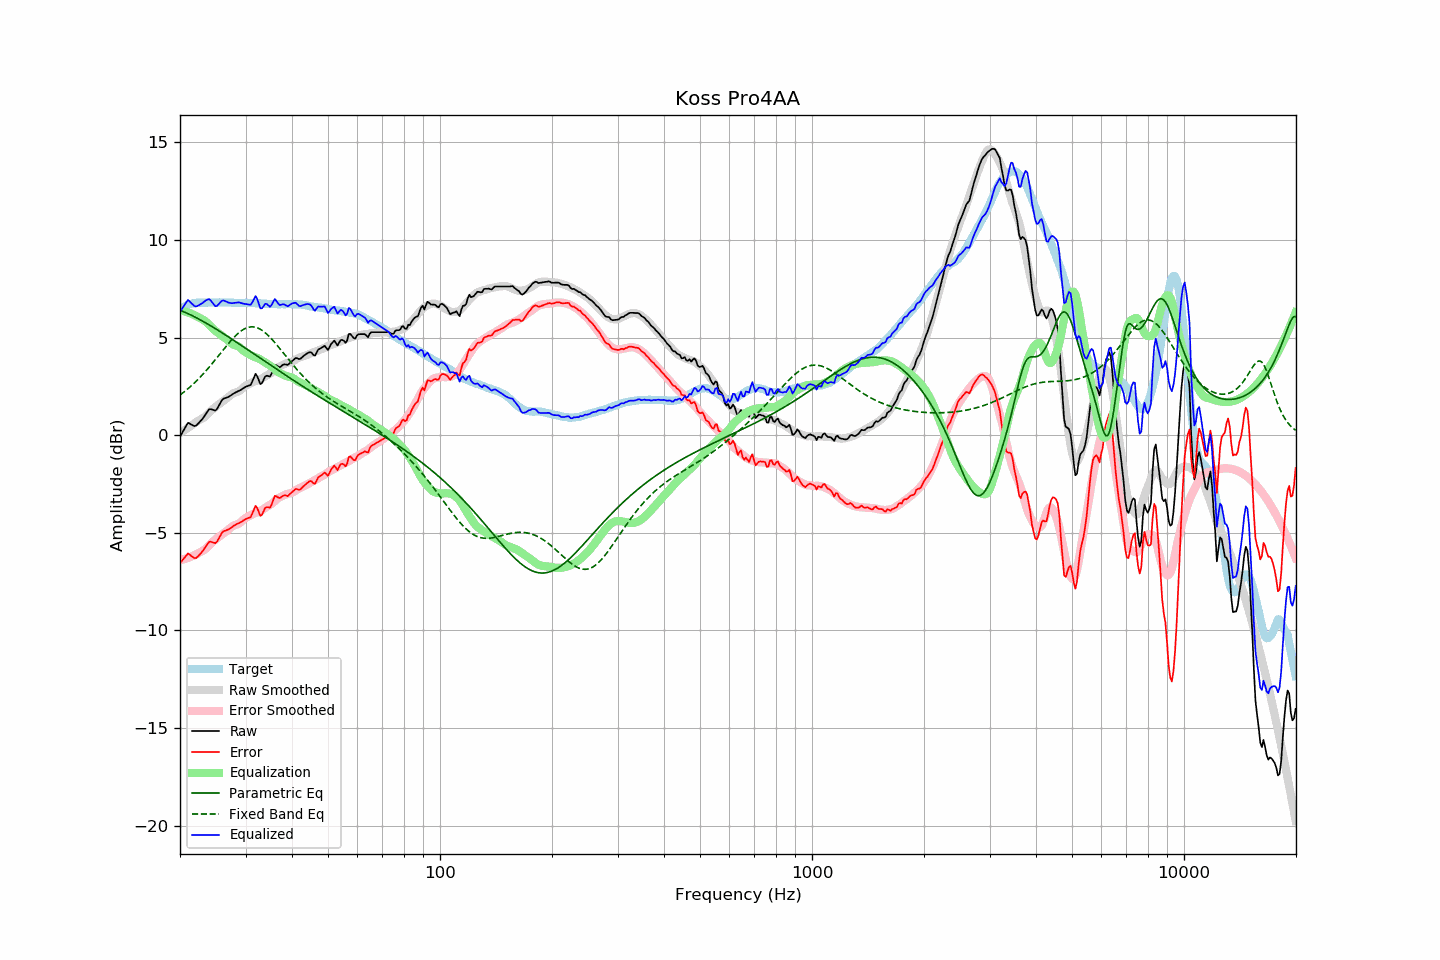 Koss Pro4AA
15
10
5
0
−5
−10
−15
−20
Amplitude (dBr)
Target
Raw Smoothed
Error Smoothed
Raw
Error
Equalization
Parametric Eq
Fixed Band Eq
Equalized
100
1000
10000
Frequency (Hz)